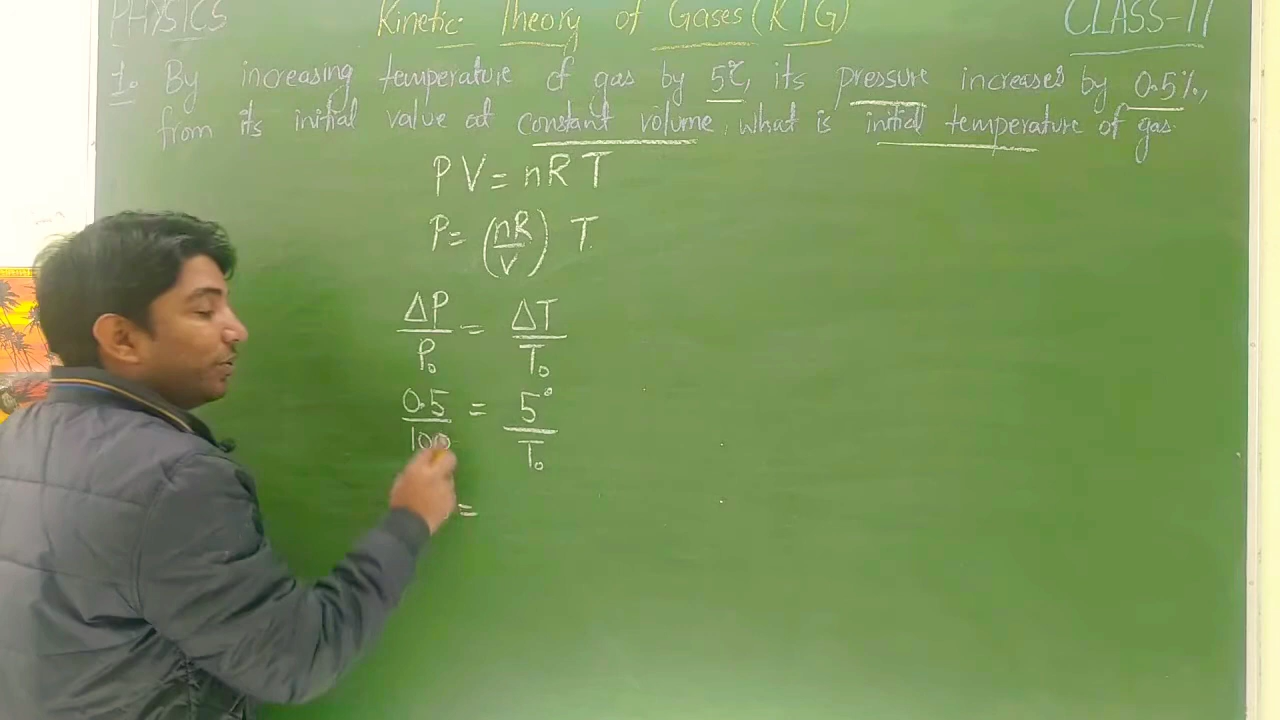 PHYSICS Kinetic Theory of Gases (KTG) CLASS-11
1. By increasing temperature of gas by 5℃, its pressure increases by 0.5%,
from its initial value at constant volume, what is initial temperature of gas.
PV = nRT
P = (nR/V) T
ΔP/P₀ = ΔT/T₀
0.5/100 = 5°/T₀
=